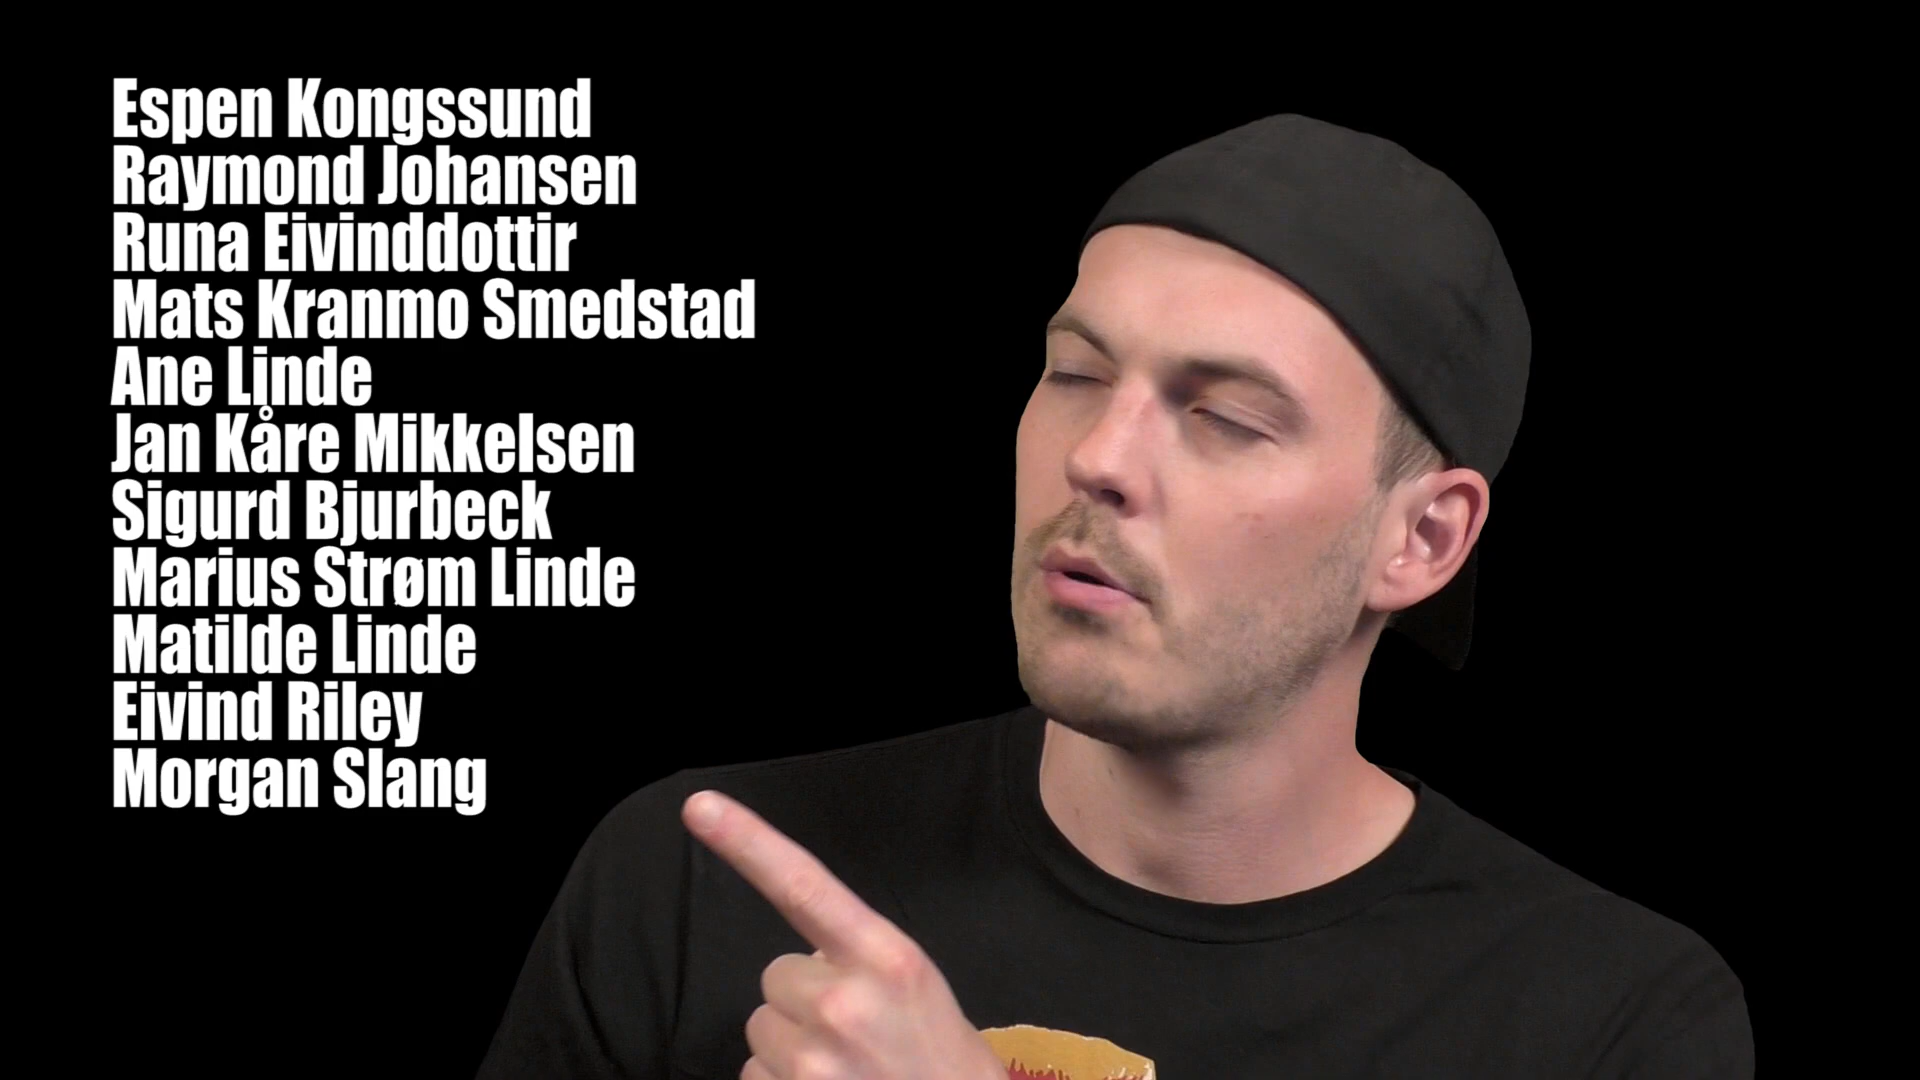 Espen Kongssund
Raymond Johansen
Runa Eivinddottir
Mats Kranmo Smedstad
Ane Linde
Jan Kåre Mikkelsen
Sigurd Bjurbeck
Marius Strøm Linde
Matilde Linde
Eivind Riley
Morgan Slang